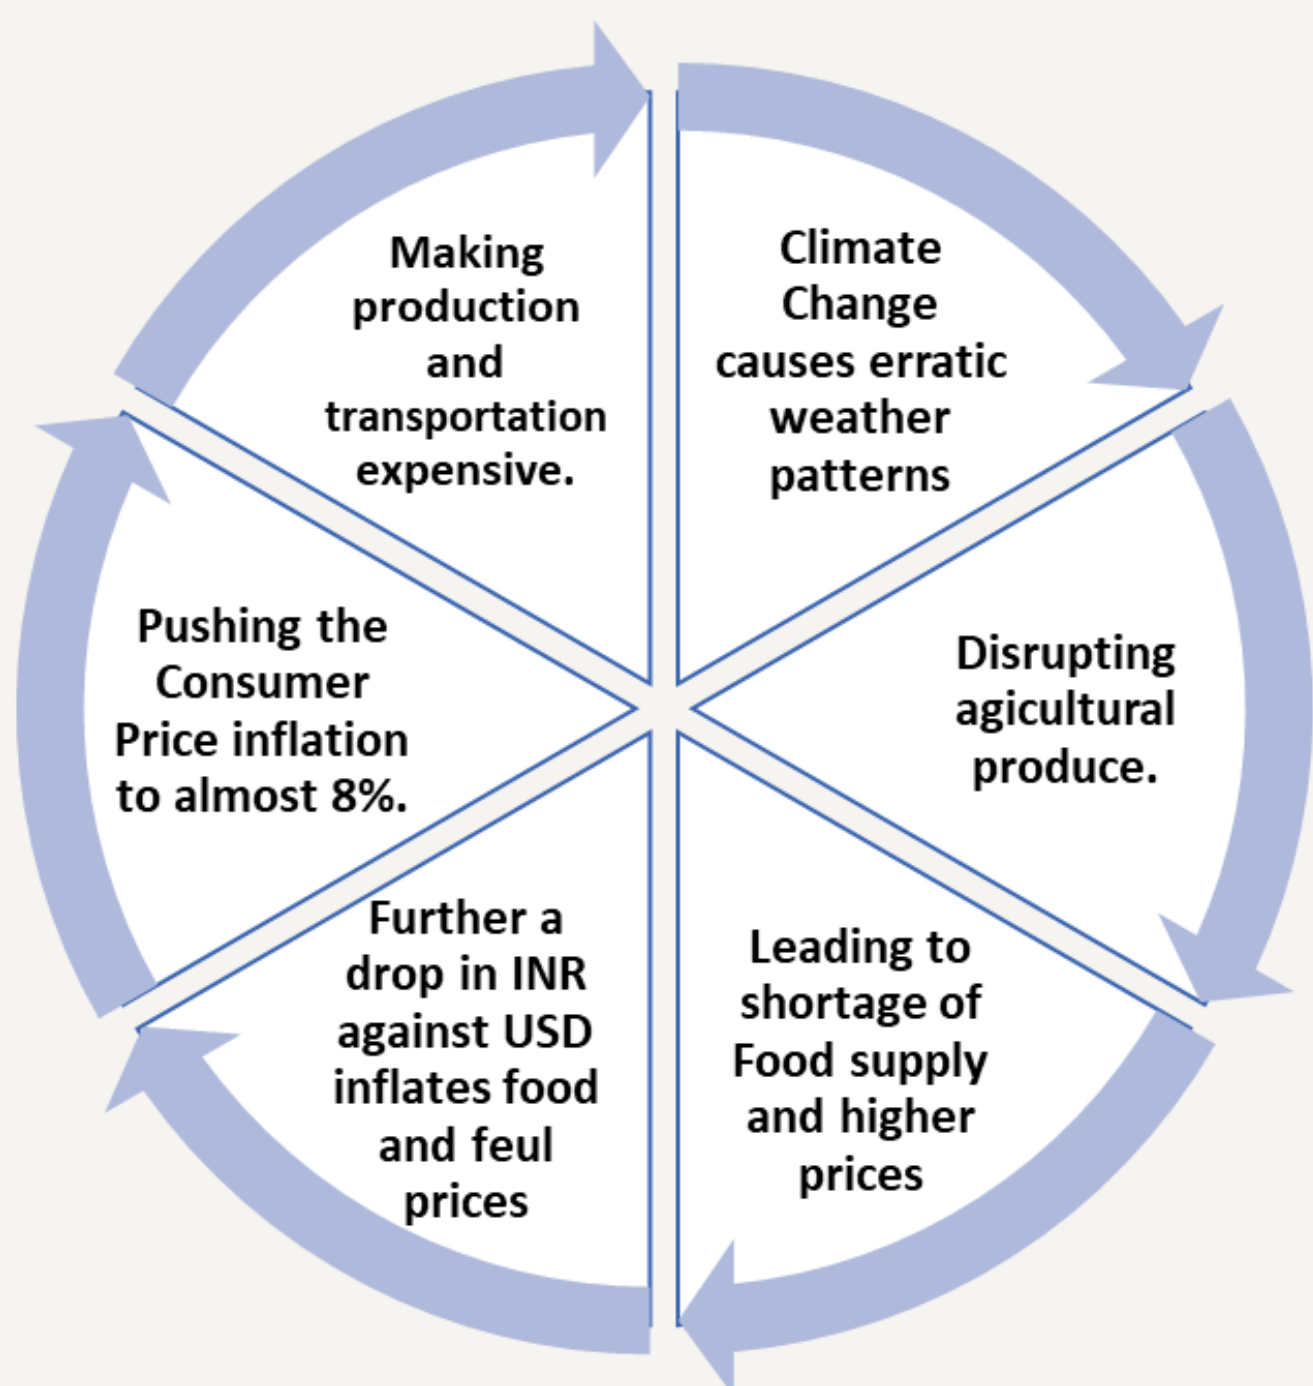 Climate
Change
causes erratic
weather
patterns
Disrupting
agicultural
produce.
Leading to
shortage of
Food supply
and higher
prices
Further a
drop in INR
against USD
inflates food
and feul
prices
Pushing the
Consumer
Price inflation
to almost 8%.
Making
production
and
transportation
expensive.